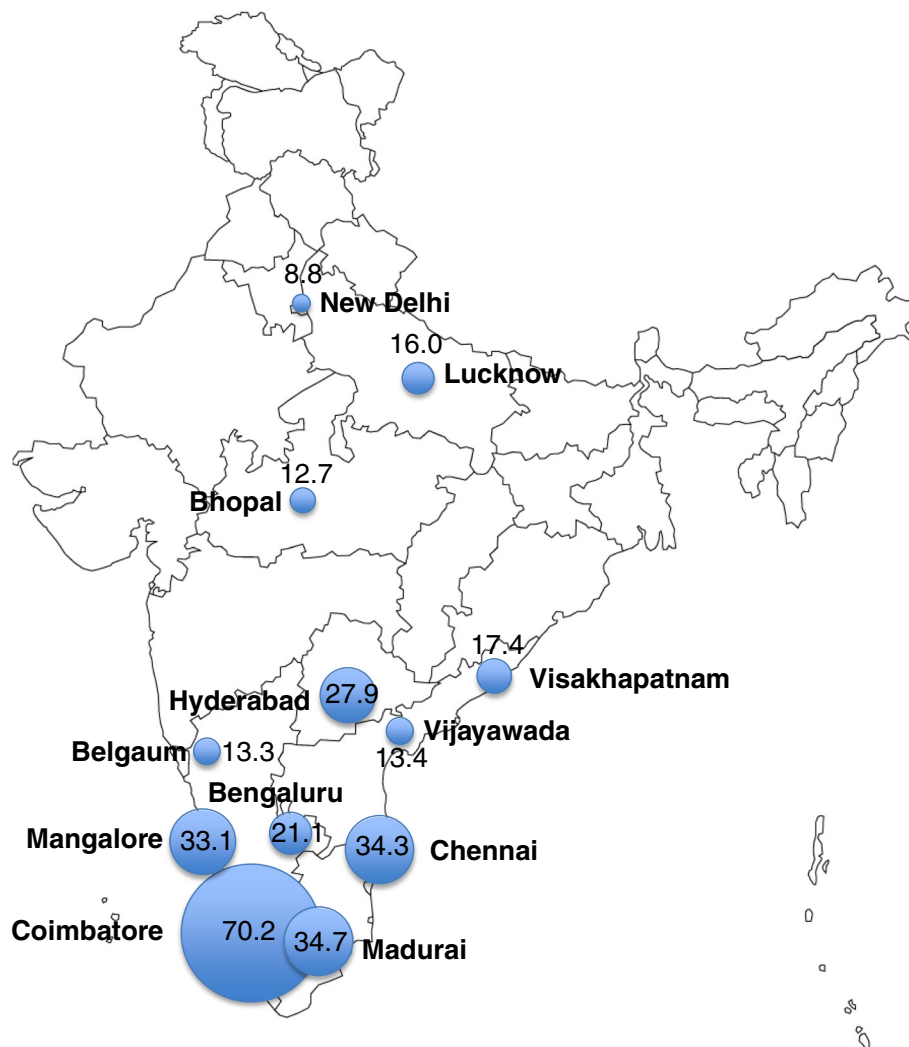 8.8
New Delhi
16.0
Lucknow
12.7
Bhopal
17.4
Visakhapatnam
Hyderabad
27.9
Vijayawada
13.4
Belgaum
13.3
Bengaluru
21.1
Mangalore
33.1
34.3
Chennai
Coimbatore
70.2
34.7
Madurai